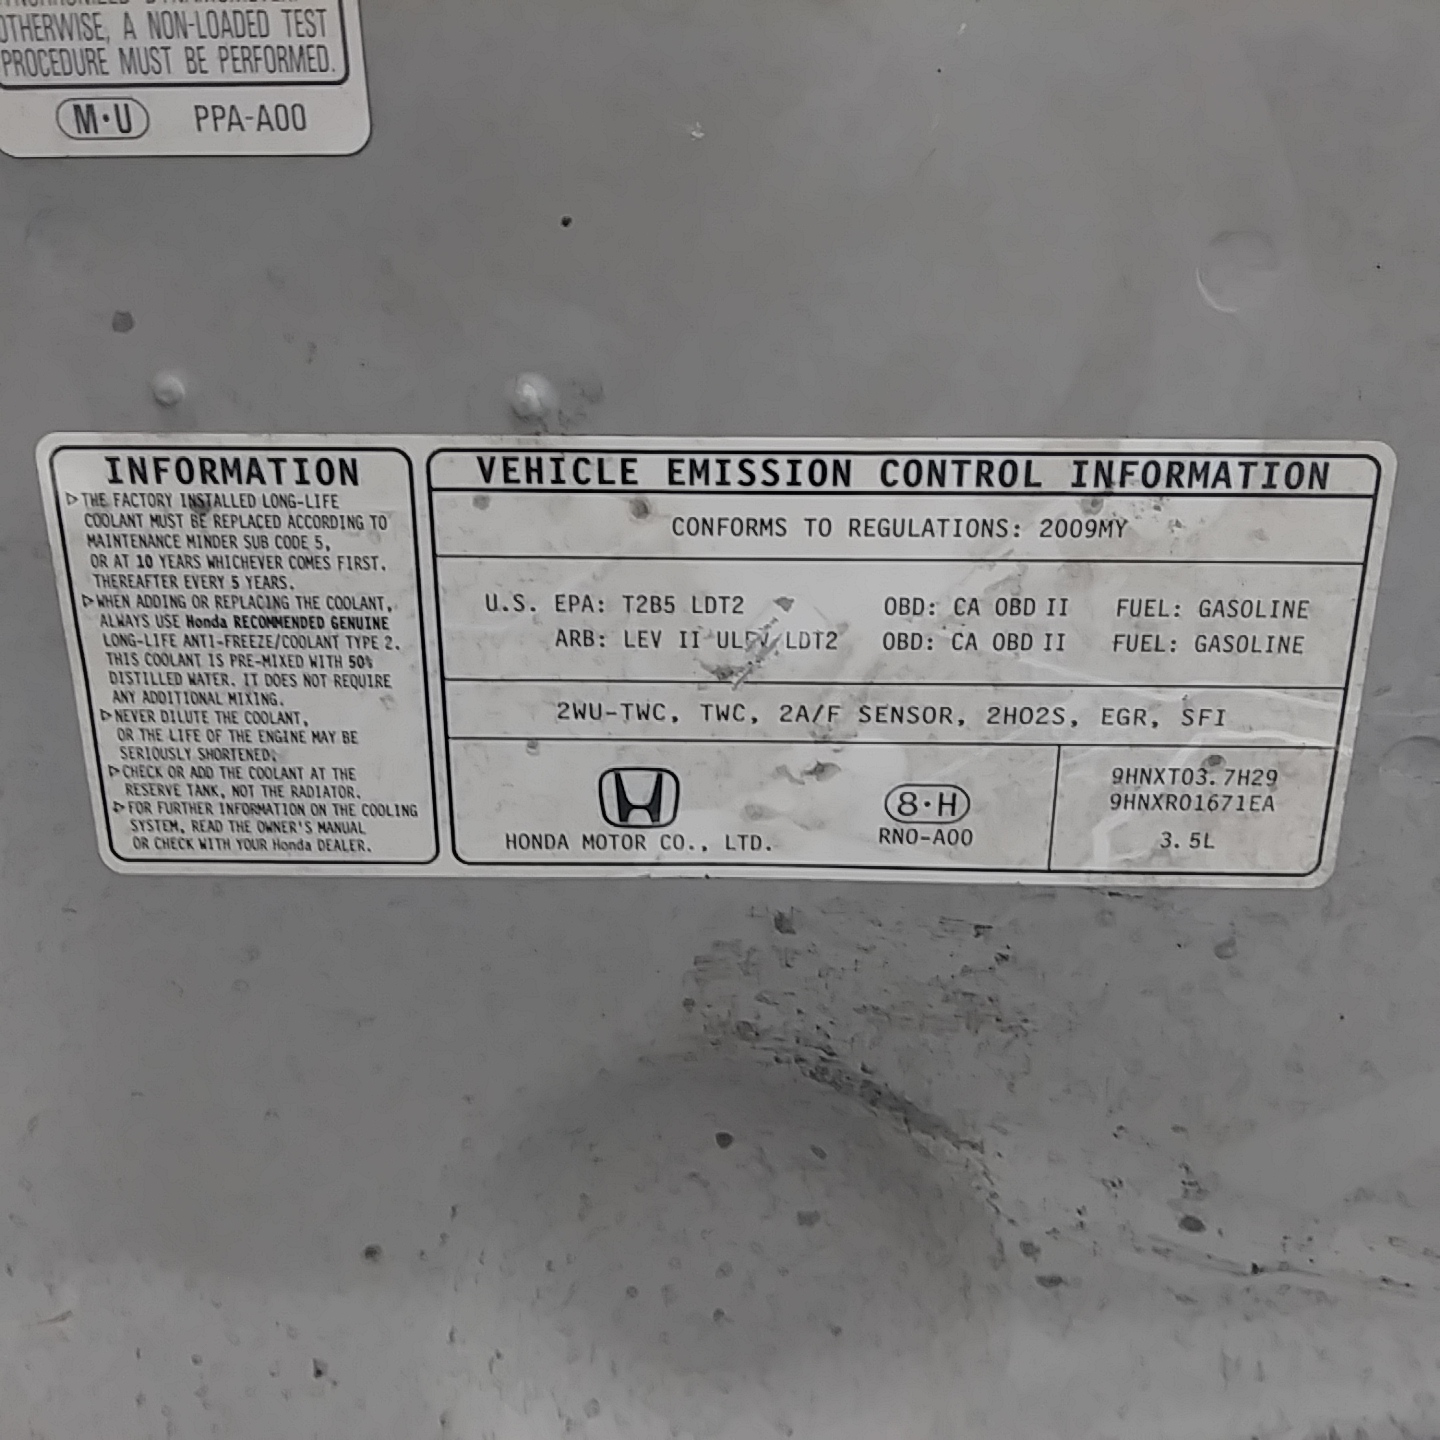 OTHERWISE, A NON-LOADED TEST
PROCEDURE MUST BE PERFORMED.
M·U PPA-A00
INFORMATION
▷THE FACTORY INSTALLED LONG-LIFE
COOLANT MUST BE REPLACED ACCORDING TO
MAINTENANCE MINDER SUB CODE 5,
OR AT 10 YEARS WHICHEVER COMES FIRST.
THEREAFTER EVERY 5 YEARS.
▷WHEN ADDING OR REPLACING THE COOLANT,
ALWAYS USE Honda RECOMMENDED GENUINE
LONG-LIFE ANTI-FREEZE/COOLANT TYPE 2.
THIS COOLANT IS PRE-MIXED WITH 50%
DISTILLED WATER. IT DOES NOT REQUIRE
ANY ADDITIONAL MIXING.
▷NEVER DILUTE THE COOLANT,
OR THE LIFE OF THE ENGINE MAY BE
SERIOUSLY SHORTENED.
▷CHECK OR ADD THE COOLANT AT THE
RESERVE TANK, NOT THE RADIATOR.
▷FOR FURTHER INFORMATION ON THE COOLING
SYSTEM, READ THE OWNER'S MANUAL
OR CHECK WITH YOUR Honda DEALER.
VEHICLE EMISSION CONTROL INFORMATION
CONFORMS TO REGULATIONS: 2009MY
U.S. EPA: T2B5 LDT2 OBD: CA OBD II FUEL: GASOLINE
ARB: LEV II ULEV LDT2 OBD: CA OBD II FUEL: GASOLINE
2WU-TWC, TWC, 2A/F SENSOR, 2HO2S, EGR, SFI
HONDA MOTOR CO., LTD.
8·H
RN0-A00
9HNXT03.7H29
9HNXR01671EA
3.5L